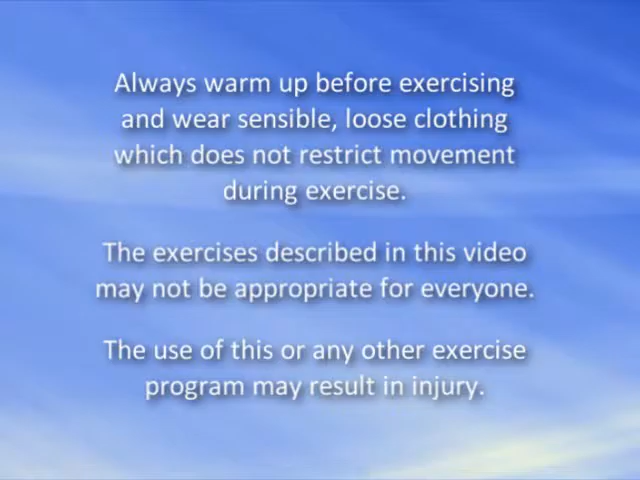 Always warm up before exercising
and wear sensible, loose clothing
which does not restrict movement
during exercise.
The exercises described in this video
may not be appropriate for everyone.
The use of this or any other exercise
program may result in injury.